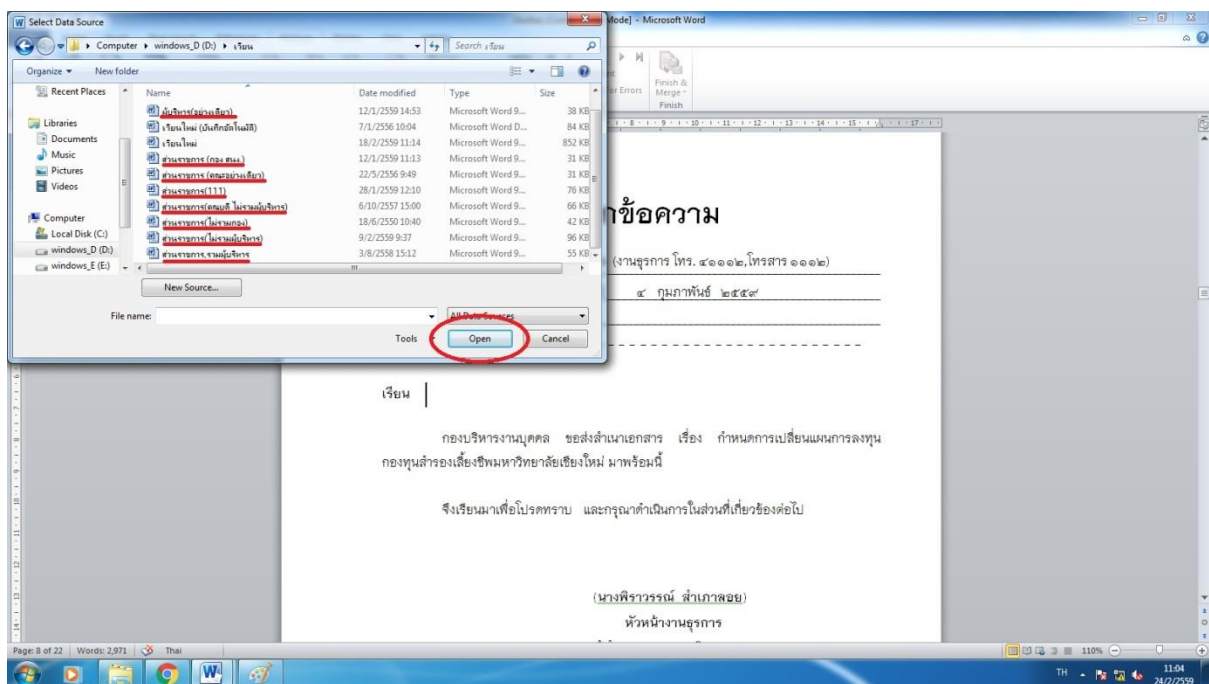 Select Data Source
Mode] - Microsoft Word
Computer ▸ windows_D (D:) ▸ เรียน
Search เรียน
Organize
New folder
or Errors
Finish &
Merge
Finish
Recent Places
Libraries
Documents
Music
Pictures
Videos
Computer
Local Disk (C:)
windows_D (D:)
windows_E (E:)
Name Date modified Type Size
ผู้บริหาร(อย่างเดียว) 12/1/2559 14:53 Microsoft Word 9... 38 KB
เรียนใหม่ (บันทึกอัตโนมัติ) 7/1/2556 10:04 Microsoft Word D... 84 KB
เรียนใหม่ 18/2/2559 11:14 Microsoft Word 9... 852 KB
ส่วนราชการ (กอง สนง.) 12/1/2559 11:13 Microsoft Word 9... 31 KB
ส่วนราชการ (คณะอย่างเดียว) 22/5/2556 9:49 Microsoft Word 9... 31 KB
ส่วนราชการ(111) 28/1/2559 12:10 Microsoft Word 9... 76 KB
ส่วนราชการ(คณบดี ไม่รวมผู้บริหาร) 6/10/2557 15:00 Microsoft Word 9... 66 KB
ส่วนราชการ(ไม่รวมกอง) 18/6/2550 10:40 Microsoft Word 9... 42 KB
ส่วนราชการ(ไม่รวมผู้บริหาร) 9/2/2559 9:37 Microsoft Word 9... 96 KB
ส่วนราชการ,รวมผู้บริหาร 3/8/2558 15:12 Microsoft Word 9... 55 KB
New Source...
File name:
All Data Sources
Tools
Open
Cancel
ข้อความ
(งานธุรการ โทร. ๔๑๑๑๒,โทรสาร ๑๑๑๒)
๔ กุมภาพันธ์ ๒๕๕๙
เรียน
กองบริหารงานบุคคล ขอส่งสำเนาเอกสาร เรื่อง กำหนดการเปลี่ยนแผนการลงทุน
กองทุนสำรองเลี้ยงชีพมหาวิทยาลัยเชียงใหม่ มาพร้อมนี้
จึงเรียนมาเพื่อโปรดทราบ และกรุณาดำเนินการในส่วนที่เกี่ยวข้องต่อไป
(นางพิราวรรณ์ สำเภาลอย)
หัวหน้างานธุรการ
Page: 8 of 22
Words: 2,971
Thai
110%
TH
11:04
24/2/2559